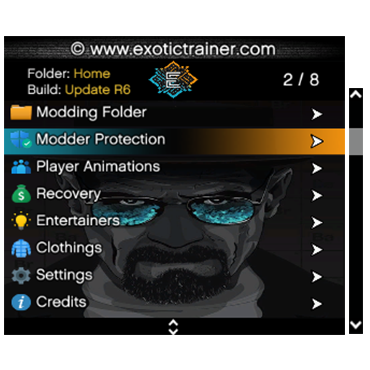 © www.exotictrainer.com
Folder: Home
Build: Update R6
E
2 / 8
Modding Folder
Modder Protection
Player Animations
Recovery
Entertainers
Clothings
Settings
Credits